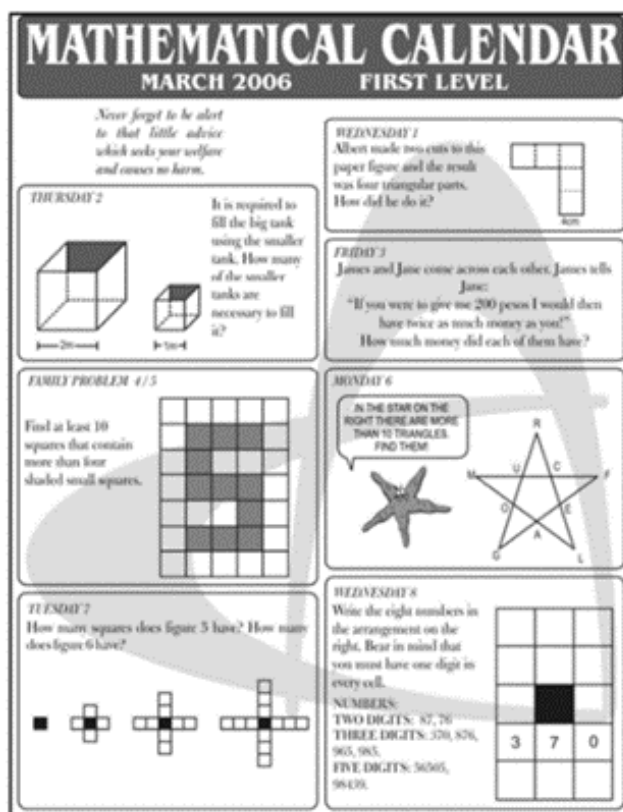 MATHEMATICAL CALENDAR
MARCH 2006 FIRST LEVEL
Never forget to be alert
to that little advice
which seeks your welfare
and causes no harm.
WEDNESDAY 1
Albert made two cuts to this
paper figure and the result
was four triangular parts.
How did he do it?
4cm
THURSDAY 2
It is required to
fill the big tank
using the smaller
tank. How many
of the smaller
tanks are
necessary to fill
it?
2m
1m
FRIDAY 3
James and Jane come across each other. James tells
Jane:
“If you were to give me 200 pesos I would then
have twice as much money as you!”
How much money did each of them have?
FAMILY PROBLEM 4/5
Find at least 10
squares that contain
more than four
shaded small squares.
MONDAY 6
IN THE STAR ON THE
RIGHT THERE ARE MORE
THAN 10 TRIANGLES.
FIND THEM!
R
M U C F
O E
A
G L
TUESDAY 7
How many squares does figure 5 have? How many
does figure 6 have?
WEDNESDAY 8
Write the eight numbers in
the arrangement on the
right. Bear in mind that
you must have one digit in
every cell.
NUMBERS:
TWO DIGITS: 87, 76
THREE DIGITS: 370, 876,
965, 985.
FIVE DIGITS: 36505,
98439.
3 7 0